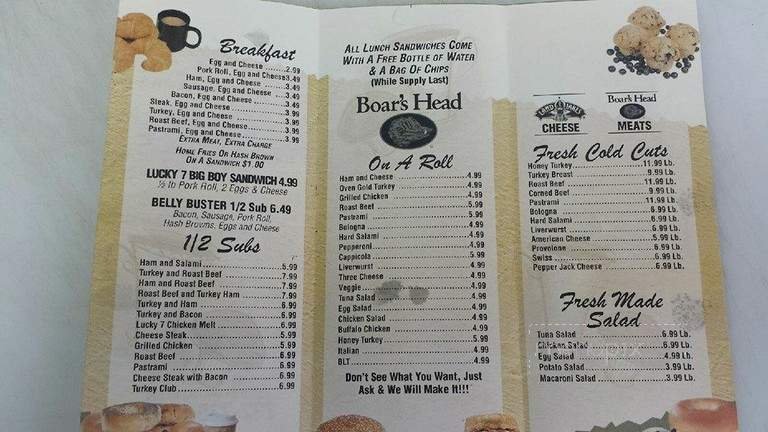 Breakfast
Egg and Cheese 2.99
Pork Roll, Egg and Cheese 3.49
Ham, Egg and Cheese 3.49
Sausage, Egg and Cheese 3.49
Bacon, Egg and Cheese 3.49
Steak, Egg and Cheese 3.99
Turkey, Egg and Cheese 3.99
Roast Beef, Egg and Cheese 3.99
Pastrami, Egg and Cheese 3.99
EXTRA MEAT, EXTRA CHARGE
HOME FRIES OR HASH BROWN
ON A SANDWICH $1.00
LUCKY 7 BIG BOY SANDWICH 4.99
½ lb Pork Roll, 2 Eggs & Cheese
BELLY BUSTER 1/2 Sub 6.49
Bacon, Sausage, Pork Roll,
Hash Browns, Eggs and Cheese
1/2 Subs
Ham and Salami 5.99
Turkey and Roast Beef 7.99
Ham and Roast Beef 7.99
Roast Beef and Turkey Ham 7.99
Turkey and Ham 6.99
Turkey and Bacon 6.99
Lucky 7 Chicken Melt 6.99
Cheese Steak 5.99
Grilled Chicken 5.99
Roast Beef 6.99
Pastrami 6.99
Cheese Steak with Bacon 6.99
Turkey Club 6.99
ALL LUNCH SANDWICHES COME
WITH A FREE BOTTLE OF WATER
& A BAG OF CHIPS
(While Supply Last)
Boar's Head
On A Roll
Ham and Cheese 4.99
Oven Gold Turkey 4.99
Grilled Chicken 4.99
Roast Beef 5.99
Pastrami 5.99
Bologna 4.99
Hard Salami 4.99
Pepperoni 4.99
Cappicola 5.99
Liverwurst 4.99
Three Cheese 4.99
Veggie 4.99
Tuna Salad 4.99
Egg Salad 4.99
Chicken Salad 4.99
Buffalo Chicken 4.99
Honey Turkey 5.99
Italian 4.99
BLT 4.99
Don't See What You Want, Just
Ask & We Will Make It!!!
LAND O LAKES
CHEESE
Boar's Head
MEATS
Fresh Cold Cuts
Honey Turkey 11.99 Lb.
Turkey Breast 9.99 Lb.
Roast Beef 11.99 Lb.
Corned Beef 9.99 Lb.
Pastrami 11.99 Lb.
Bologna 6.99 Lb.
Hard Salami 6.99 Lb.
Liverwurst 6.99 Lb.
American Cheese 5.99 Lb.
Provolone 6.99 Lb.
Swiss 6.99 Lb.
Pepper Jack Cheese 6.99 Lb.
Fresh Made
Salad
Tuna Salad 6.99 Lb.
Chicken Salad 6.99 Lb.
Egg Salad 4.99 Lb.
Potato Salad 3.99 Lb.
Macaroni Salad 3.99 Lb.